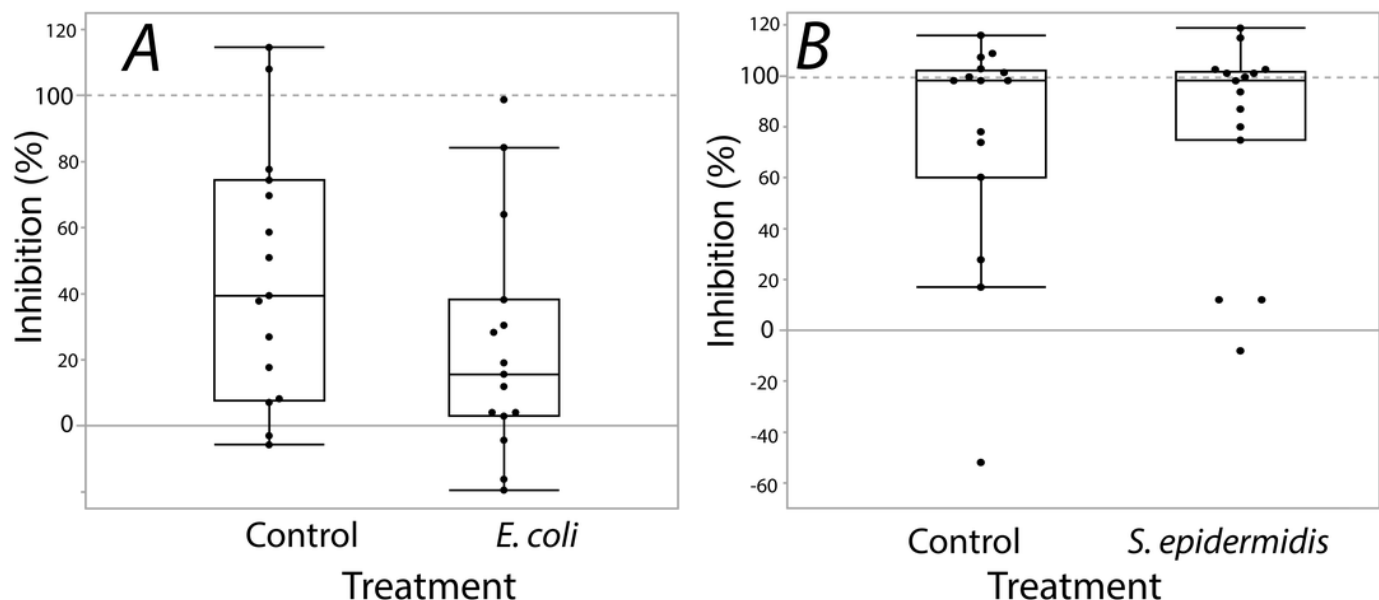 A
Inhibition (%)
120
100
80
60
40
20
0
Control
E. coli
Treatment
B
Inhibition (%)
120
100
80
60
40
20
0
-20
-40
-60
Control
S. epidermidis
Treatment